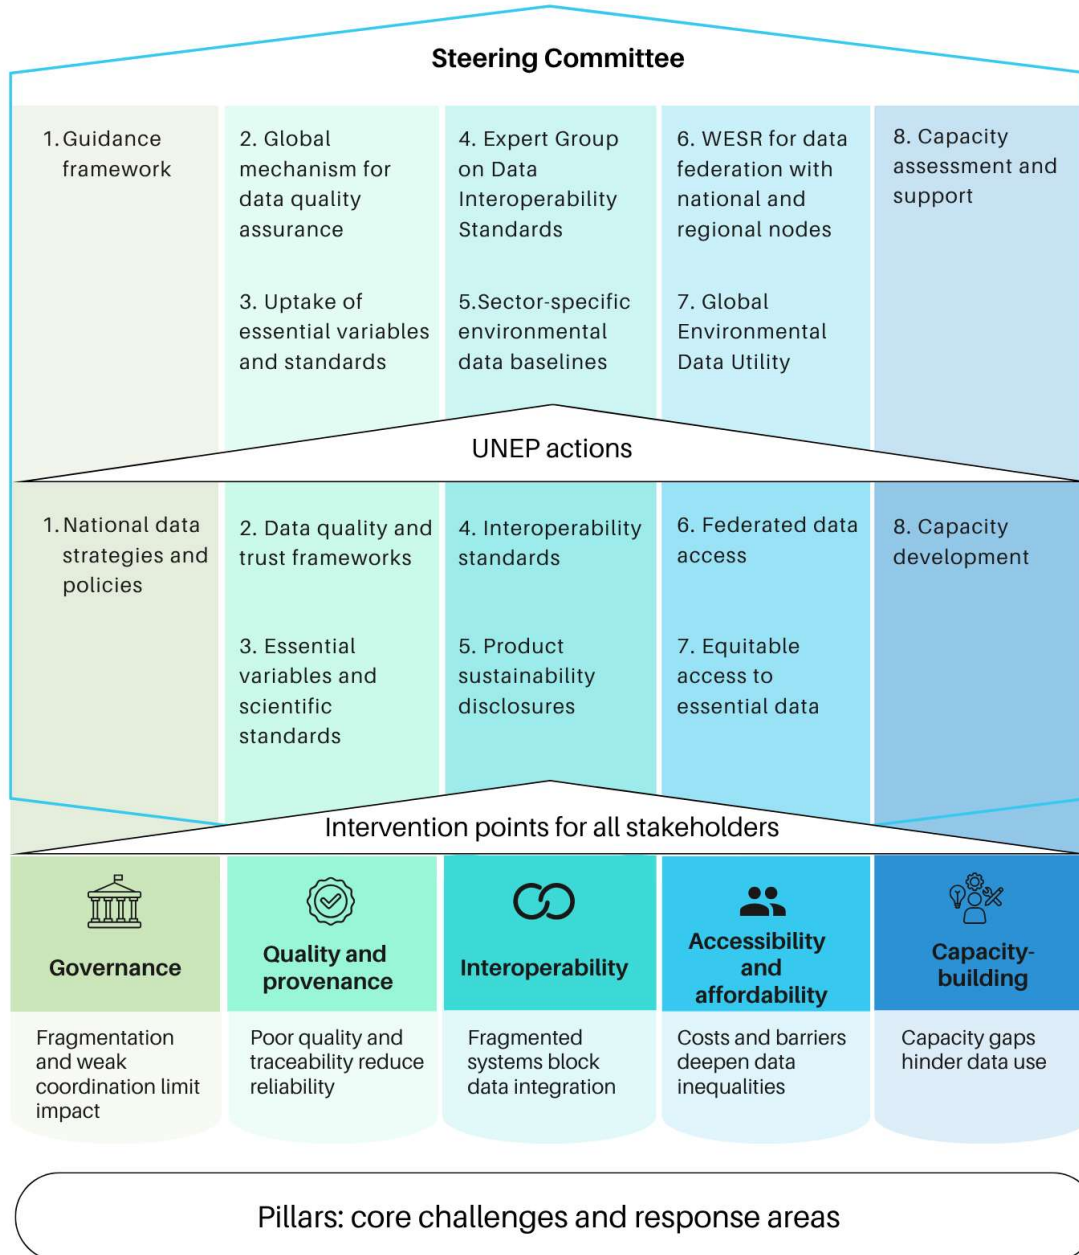 Steering Committee
1. Guidance
framework
2. Global
mechanism for
data quality
assurance
3. Uptake of
essential variables
and standards
4. Expert Group
on Data
Interoperability
Standards
5.Sector-specific
environmental
data baselines
6. WESR for data
federation with
national and
regional nodes
7. Global
Environmental
Data Utility
8. Capacity
assessment and
support
UNEP actions
1. National data
strategies and
policies
2. Data quality and
trust frameworks
3. Essential
variables and
scientific
standards
4. Interoperability
standards
5. Product
sustainability
disclosures
6. Federated data
access
7. Equitable
access to
essential data
8. Capacity
development
Intervention points for all stakeholders
Governance
Fragmentation
and weak
coordination limit
impact
Quality and
provenance
Poor quality and
traceability reduce
reliability
Interoperability
Fragmented
systems block
data integration
Accessibility
and
affordability
Costs and barriers
deepen data
inequalities
Capacity-
building
Capacity gaps
hinder data use
Pillars: core challenges and response areas